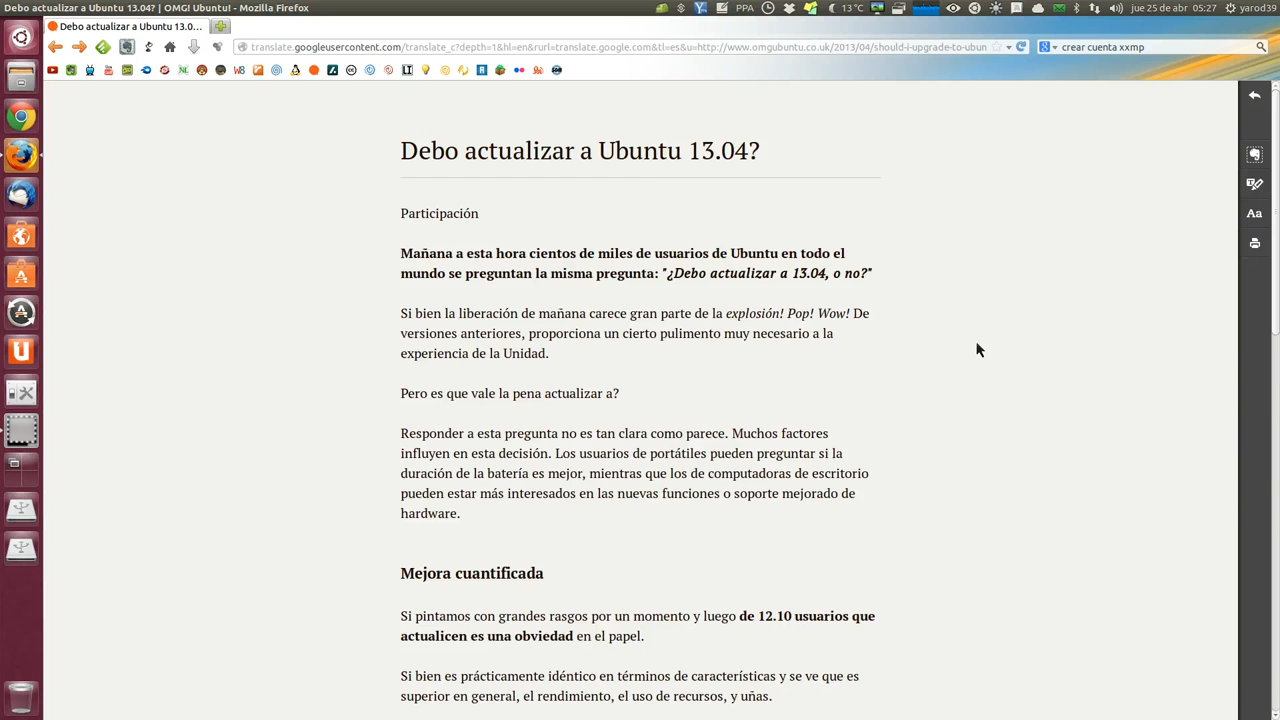 Debo actualizar a Ubuntu 13.04? | OMG! Ubuntu! - Mozilla Firefox
PPA
13°C
jue 25 de abr
05:27
yarod39
Debo actualizar a Ubuntu 13.0...
translate.googleusercontent.com/translate_c?depth=1&hl=en&rurl=translate.google.com&tl=es&u=http://www.omgubuntu.co.uk/2013/04/should-i-upgrade-to-ubun
crear cuenta xxmp
Debo actualizar a Ubuntu 13.04?
Participación
Mañana a esta hora cientos de miles de usuarios de Ubuntu en todo el
mundo se preguntan la misma pregunta: "¿Debo actualizar a 13.04, o no?"
Si bien la liberación de mañana carece gran parte de la explosión! Pop! Wow! De
versiones anteriores, proporciona un cierto pulimento muy necesario a la
experiencia de la Unidad.
Pero es que vale la pena actualizar a?
Responder a esta pregunta no es tan clara como parece. Muchos factores
influyen en esta decisión. Los usuarios de portátiles pueden preguntar si la
duración de la batería es mejor, mientras que los de computadoras de escritorio
pueden estar más interesados en las nuevas funciones o soporte mejorado de
hardware.
Mejora cuantificada
Si pintamos con grandes rasgos por un momento y luego de 12.10 usuarios que
actualicen es una obviedad en el papel.
Si bien es prácticamente idéntico en términos de características y se ve que es
superior en general, el rendimiento, el uso de recursos, y uñas.
Aa